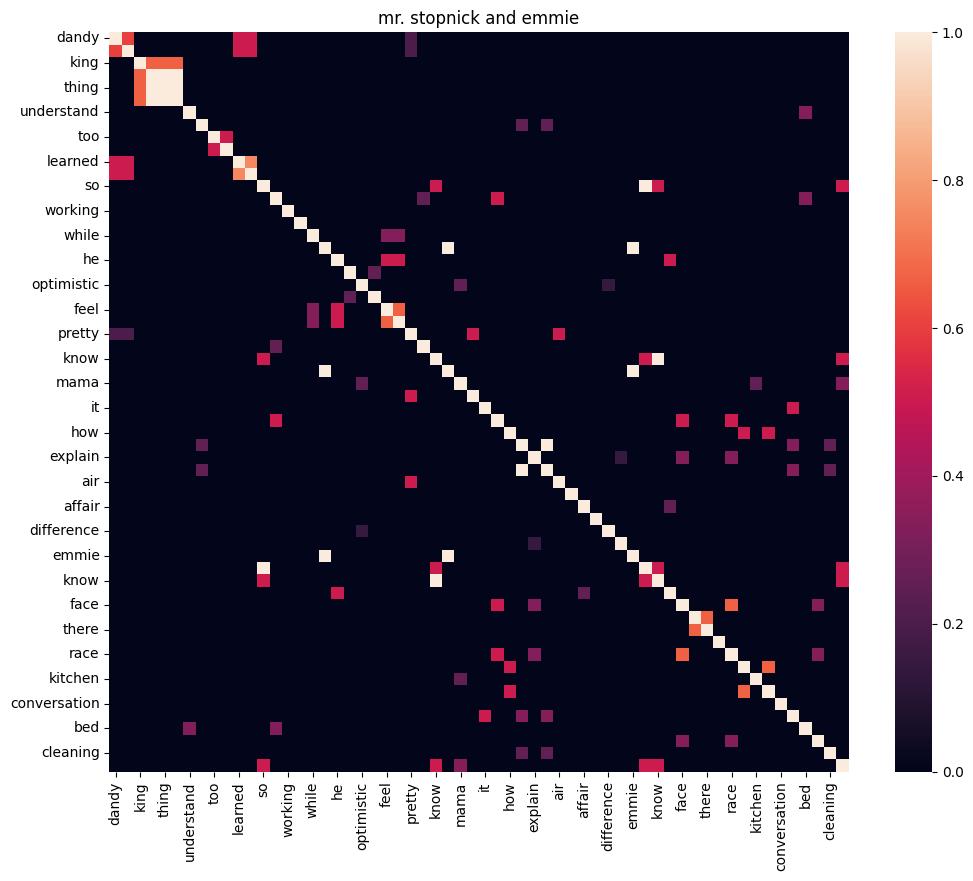 mr. stopnick and emmie
dandy
king
thing
understand
too
learned
so
working
while
he
optimistic
feel
pretty
know
mama
it
how
explain
air
affair
difference
emmie
know
face
there
race
kitchen
conversation
bed
cleaning
dandy
king
thing
understand
too
learned
so
working
while
he
optimistic
feel
pretty
know
mama
it
how
explain
air
affair
difference
emmie
know
face
there
race
kitchen
conversation
bed
cleaning
1.0
0.8
0.6
0.4
0.2
0.0